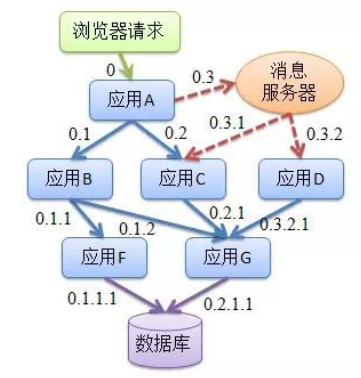 浏览器请求
0
应用A
0.3
消息
服务器
0.1
0.2
0.3.1
0.3.2
应用B
应用C
应用D
0.1.1
0.1.2
0.2.1
0.3.2.1
应用F
应用G
0.1.1.1
0.2.1.1
数据库